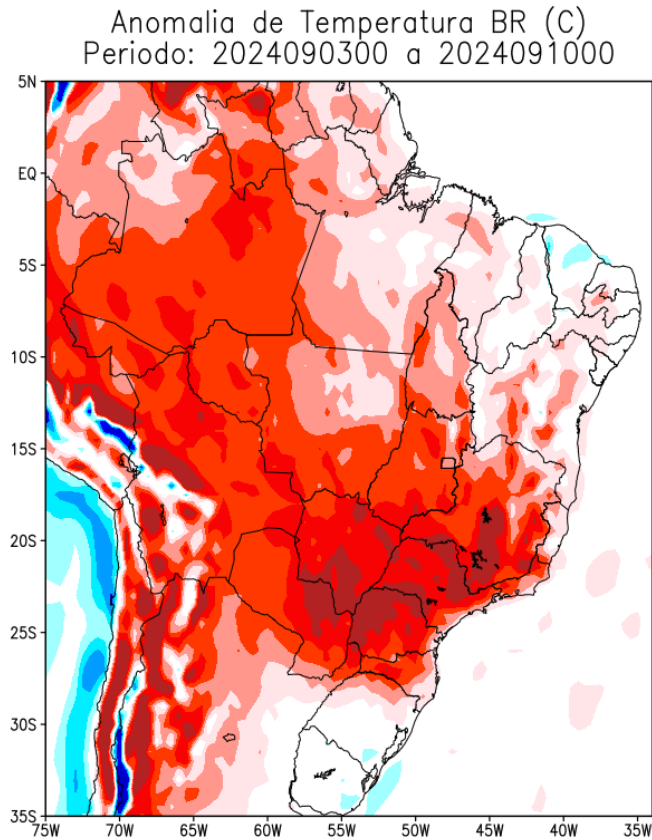 Anomalia de Temperatura BR (C)
Periodo: 2024090300 a 2024091000
5N
EQ
5S
10S
15S
20S
25S
30S
35S
75W 70W 65W 60W 55W 50W 45W 40W 35W